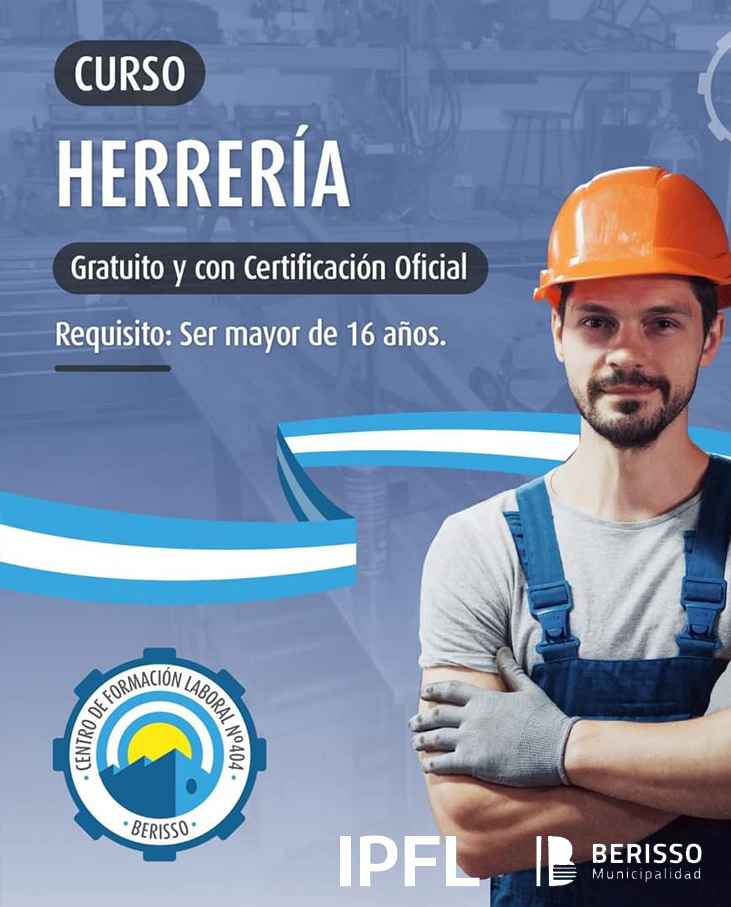 CURSO
HERRERÍA
Gratuito y con Certificación Oficial
Requisito: Ser mayor de 16 años.
CENTRO DE FORMACIÓN LABORAL Nº404
· BERISSO ·
IPFL
BERISSO
Municipalidad